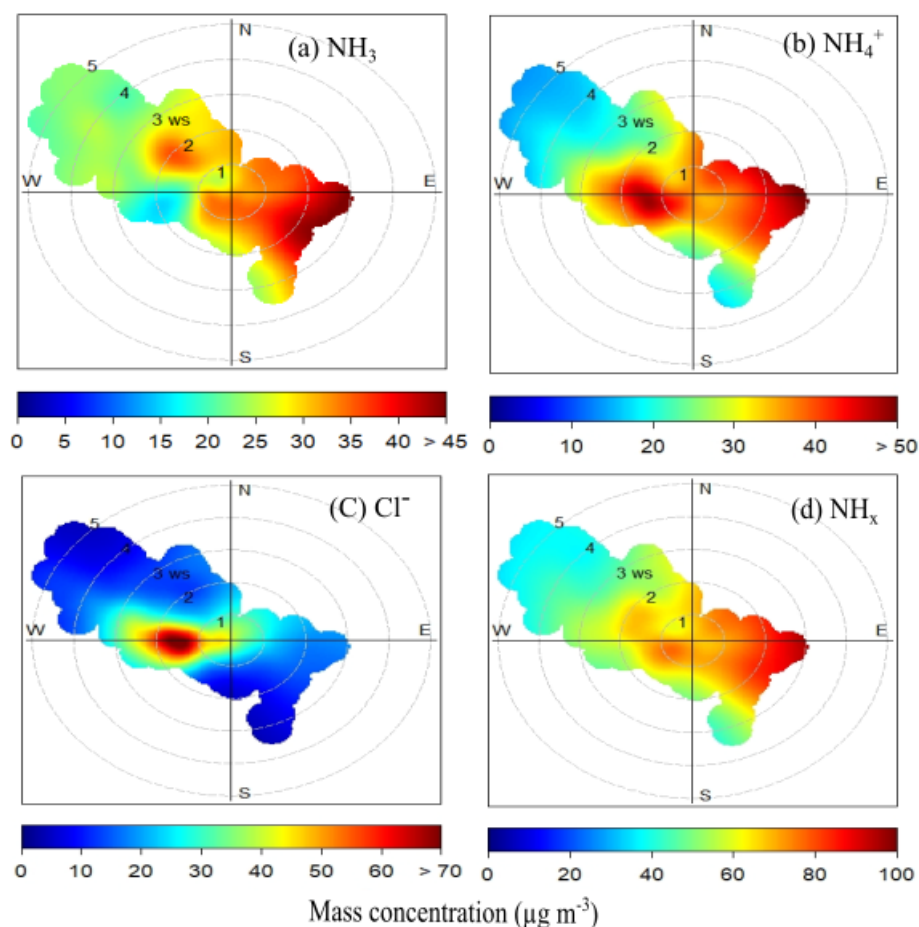 (a) NH₃
N
5
4
3 ws
2
1
W
E
S
0 5 10 15 20 25 30 35 40 > 45
(b) NH₄⁺
N
5
4
3 ws
2
1
W
E
S
0 10 20 30 40 > 50
(C) Cl⁻
N
5
4
3 ws
2
1
W
E
S
0 10 20 30 40 50 60 > 70
(d) NHₓ
N
5
4
3 ws
2
1
W
E
S
0 20 40 60 80 100
Mass concentration (µg m⁻³)